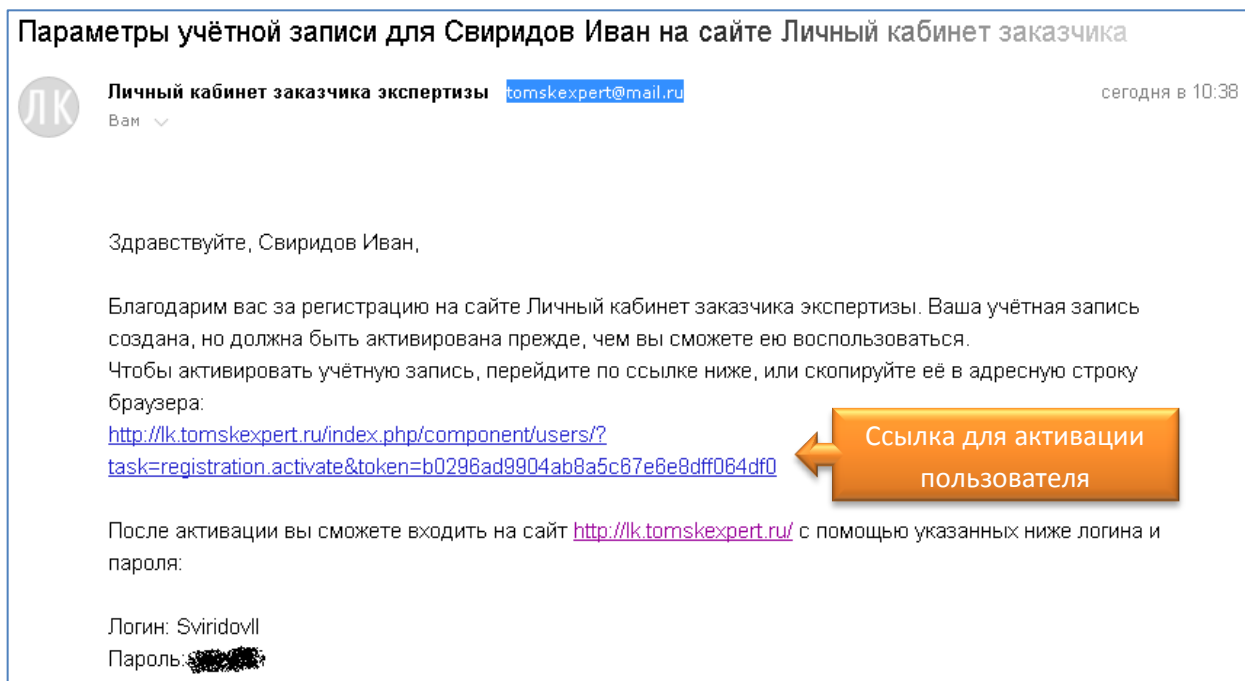 Параметры учётной записи для Свиридов Иван на сайте Личный кабинет заказчика
ЛК
Личный кабинет заказчика экспертизы tomskexpert@mail.ru
сегодня в 10:38
Вам
Здравствуйте, Свиридов Иван,
Благодарим вас за регистрацию на сайте Личный кабинет заказчика экспертизы. Ваша учётная запись
создана, но должна быть активирована прежде, чем вы сможете ею воспользоваться.
Чтобы активировать учётную запись, перейдите по ссылке ниже, или скопируйте её в адресную строку
браузера:
http://lk.tomskexpert.ru/index.php/component/users/?
task=registration.activate&token=b0296ad9904ab8a5c67e6e8dff064df0
Ссылка для активации
пользователя
После активации вы сможете входить на сайт http://lk.tomskexpert.ru/ с помощью указанных ниже логина и
пароля:
Логин: SviridovII
Пароль: